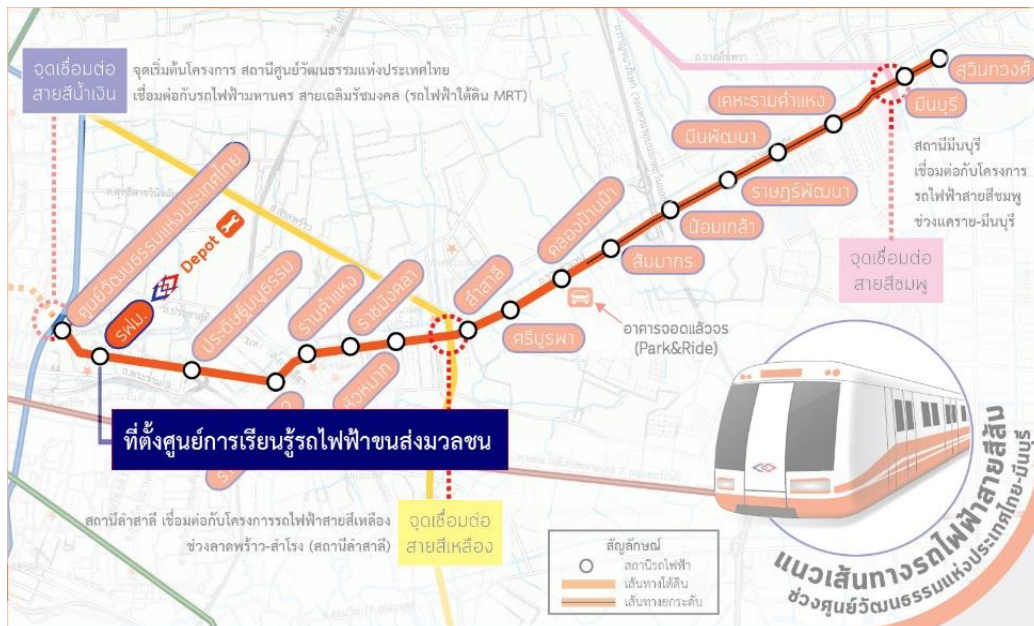 จุดเชื่อมต่อ
สายสีน้ำเงิน
จุดเริ่มต้นโครงการ สถานีศูนย์วัฒนธรรมแห่งประเทศไทย
เชื่อมต่อกับรถไฟฟ้ามหานคร สายเฉลิมรัชมงคล (รถไฟฟ้าใต้ดิน MRT)
ศูนย์วัฒนธรรมแห่งประเทศไทย
รฟม.
Depot
ประดิษฐ์มนูธรรม
รามคำแหง
ราชมังคลา
หัวหมาก
ลำสาลี
ศรีบูรพา
คลองบ้านม้า
สัมมากร
น้อมเกล้า
ราษฎร์พัฒนา
มีนพัฒนา
เคหะรามคำแหง
มีนบุรี
สุวินทวงศ์
สถานีมีนบุรี
เชื่อมต่อกับโครงการ
รถไฟฟ้าสายสีชมพู
ช่วงแคราย-มีนบุรี
จุดเชื่อมต่อ
สายสีชมพู
อาคารจอดแล้วจร
(Park&Ride)
ที่ตั้งศูนย์การเรียนรู้รถไฟฟ้าขนส่งมวลชน
สถานีลำสาลี เชื่อมต่อกับโครงการรถไฟฟ้าสายสีเหลือง
ช่วงลาดพร้าว-สำโรง (สถานีลำสาลี)
จุดเชื่อมต่อ
สายสีเหลือง
สัญลักษณ์
สถานีรถไฟฟ้า
เส้นทางใต้ดิน
เส้นทางยกระดับ
แนวเส้นทางรถไฟฟ้าสายสีส้ม
ช่วงศูนย์วัฒนธรรมแห่งประเทศไทย-มีนบุรี